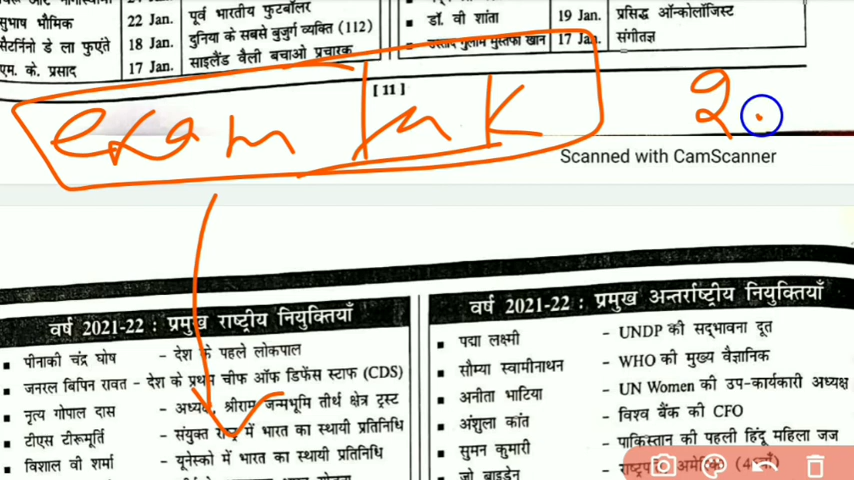 सुभाष भौमिक 22 Jan. पूर्व भारतीय फुटबॉलर
सैटर्निनो डे ला फुएंते 18 Jan. दुनिया के सबसे बुजुर्ग व्यक्ति (112)
एम. के. प्रसाद 17 Jan. साइलैंड वैली बचाओ प्रचारक
▪ डॉ. वी शांता 19 Jan. प्रसिद्ध ऑन्कोलॉजिस्ट
▪ उस्ताद गुलाम मुस्तफा खान 17 Jan. संगीतज्ञ
[ 11 ]
exam
2.
Scanned with CamScanner
वर्ष 2021-22 : प्रमुख राष्ट्रीय नियुक्तियाँ
▪ पीनाकी चंद्र घोष - देश के पहले लोकपाल
▪ जनरल बिपिन रावत - देश के प्रथम चीफ ऑफ डिफेंस स्टाफ (CDS)
▪ नृत्य गोपाल दास - अध्यक्ष, श्रीराम जन्मभूमि तीर्थ क्षेत्र ट्रस्ट
▪ टीएस टीरूमूर्ति - संयुक्त राष्ट्र में भारत का स्थायी प्रतिनिधि
▪ विशाल वी शर्मा - यूनेस्को में भारत का स्थायी प्रतिनिधि
वर्ष 2021-22 : प्रमुख अन्तर्राष्ट्रीय नियुक्तियाँ
▪ पद्मा लक्ष्मी - UNDP की सद्भावना दूत
▪ सौम्या स्वामीनाथन - WHO की मुख्य वैज्ञानिक
▪ अनीता भाटिया - UN Women की उप-कार्यकारी अध्यक्ष
▪ अंशुला कांत - विश्व बैंक की CFO
▪ सुमन कुमारी - पाकिस्तान की पहली हिंदू महिला जज
▪ जो बाइडेन - राष्ट्रपति अमेरिका